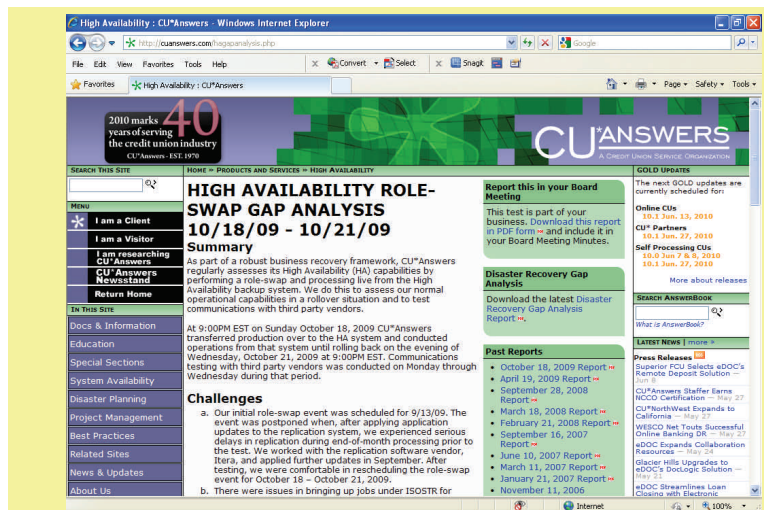 High Availability : CU*Answers - Windows Internet Explorer
http://cuanswers.com/hagapanalysis.php
Google
File Edit View Favorites Tools Help
x Convert Select
x SnagIt
Favorites
High Availability : CU*Answers
Page Safety Tools
2010 marks 40
years of serving
the credit union industry
CU*Answers - EST. 1970
CU*ANSWERS
A Credit Union Service Organization
Search This Site
Menu
I am a Client
I am a Visitor
I am researching
CU*Answers
CU*Answers
Newsstand
Return Home
In This Site
Docs & Information
Education
Special Sections
System Availability
Disaster Planning
Project Management
Best Practices
Related Sites
News & Updates
About Us
Home » Products and Services » High Availability
HIGH AVAILABILITY ROLE-
SWAP GAP ANALYSIS
10/18/09 - 10/21/09
Summary
As part of a robust business recovery framework, CU*Answers
regularly assesses its High Availability (HA) capabilities by
performing a role-swap and processing live from the High
Availability backup system. We do this to assess our normal
operational capabilities in a rollover situation and to test
communications with third party vendors.
At 9:00PM EST on Sunday October 18, 2009 CU*Answers
transferred production over to the HA system and conducted
operations from that system until rolling back on the evening of
Wednesday, October 21, 2009 at 9:00PM EST. Communications
testing with third party vendors was conducted on Monday through
Wednesday during that period.
Challenges
a. Our initial role-swap event was scheduled for 9/13/09. The
event was postponed when, after applying application
updates to the replication system, we experienced serious
delays in replication during end-of-month processing prior to
the test. We worked with the replication software vendor,
Itera, and applied further updates in September. After
testing, we were comfortable in rescheduling the role-swap
event for October 18 – October 21, 2009.
b. There were issues in bringing up jobs under ISOSTR for
Report this in your Board
Meeting
This test is part of your
business. Download this report
in PDF form and include it in
your Board Meeting Minutes.
Disaster Recovery Gap
Analysis
Download the latest Disaster
Recovery Gap Analysis
Report.
Past Reports
• October 18, 2009 Report
• April 19, 2009 Report
• September 28, 2008
Report
• March 18, 2008 Report
• February 21, 2008 Report
• September 16, 2007
Report
• June 10, 2007 Report
• March 11, 2007 Report
• January 21, 2007 Report
• November 11, 2006
Gold Updates
The next GOLD updates are
currently scheduled for:
Online CUs
10.1 Jun. 13, 2010
CU* Partners
10.1 Jun. 27, 2010
Self Processing CUs
10.0 Jun 7 & 8, 2010
10.1 Jun. 27, 2010
More about releases
Search AnswerBook
What is AnswerBook?
Latest News | more »
Press Releases
Superior FCU Selects eDOC's
Remote Deposit Solution —
Jun 8
CU*Answers Staffer Earns
NCCO Certification — May 27
CU*NorthWest Expands to
California — May 27
WESCO Net Touts Successful
Online Banking DR — May 27
eDOC Expands Collaboration
Resources — May 24
Glacier Hills Upgrades to
eDOC's DocLogic Solution —
May 21
eDOC Streamlines Loan
Closing with Electronic
Internet
100%